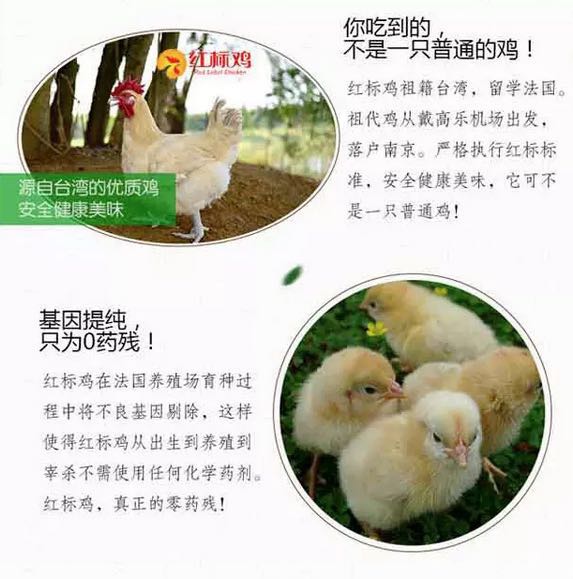 红标鸡
Red Label Chicken
源自台湾的优质鸡
安全健康美味
你吃到的，
不是一只普通的鸡！
红标鸡祖籍台湾，留学法国。
祖代鸡从戴高乐机场出发，
落户南京。严格执行红标标
准，安全健康美味，它可不
是一只普通鸡！
基因提纯，
只为0药残！
红标鸡在法国养殖场育种过
程中将不良基因剔除，这样
使得红标鸡从出生到养殖到
宰杀不需使用任何化学药剂。
红标鸡，真正的零药残！